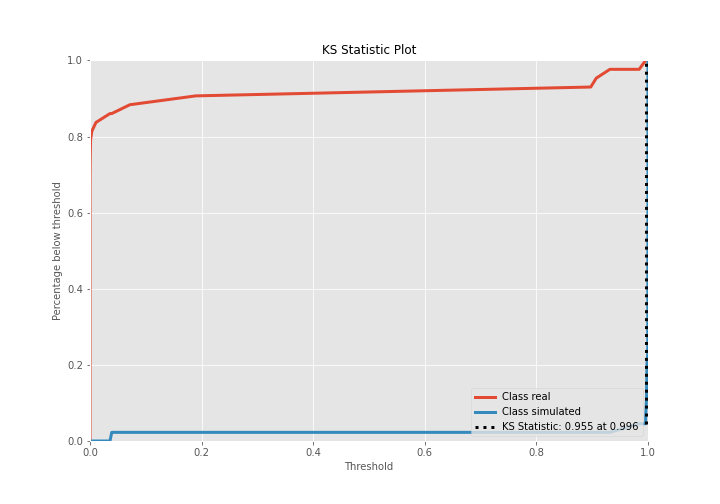 KS Statistic Plot
1.0
0.8
0.6
0.4
0.2
0.0
Percentage below threshold
Class real
Class simulated
KS Statistic: 0.955 at 0.996
0.0 0.2 0.4 0.6 0.8 1.0
Threshold